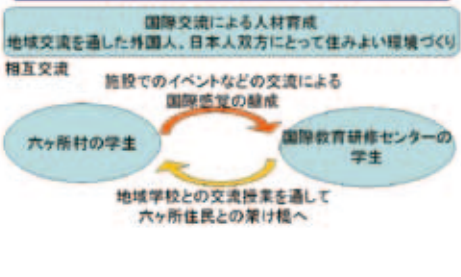 国際交流による人材育成
地域交流を通した外国人、日本人双方にとって住みよい環境づくり
相互交流
施設でのイベントなどの交流による
国際感覚の醸成
六ヶ所村の学生
国際教育研修センターの
学生
地域学校との交流授業を通して
六ヶ所住民との架け橋へ